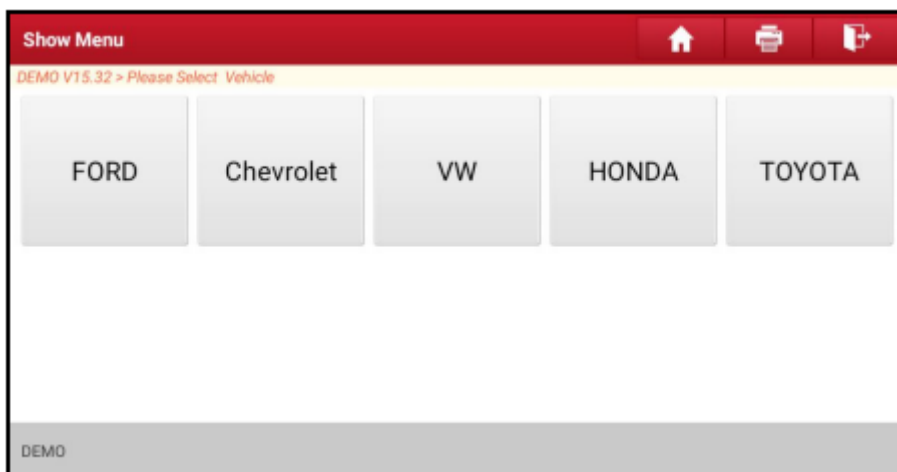 Show Menu
DEMO V15.32 > Please Select Vehicle
FORD Chevrolet VW HONDA TOYOTA
DEMO